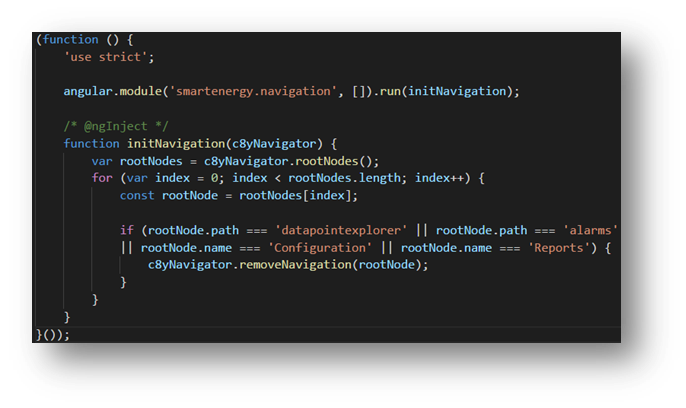 (function () {
    'use strict';

    angular.module('smartenergy.navigation', []).run(initNavigation);

    /* @ngInject */
    function initNavigation(c8yNavigator) {
        var rootNodes = c8yNavigator.rootNodes();
        for (var index = 0; index < rootNodes.length; index++) {
            const rootNode = rootNodes[index];

            if (rootNode.path === 'datapointexplorer' || rootNode.path === 'alarms'
            || rootNode.name === 'Configuration' || rootNode.name === 'Reports') {
                c8yNavigator.removeNavigation(rootNode);
            }
        }
    }
}());